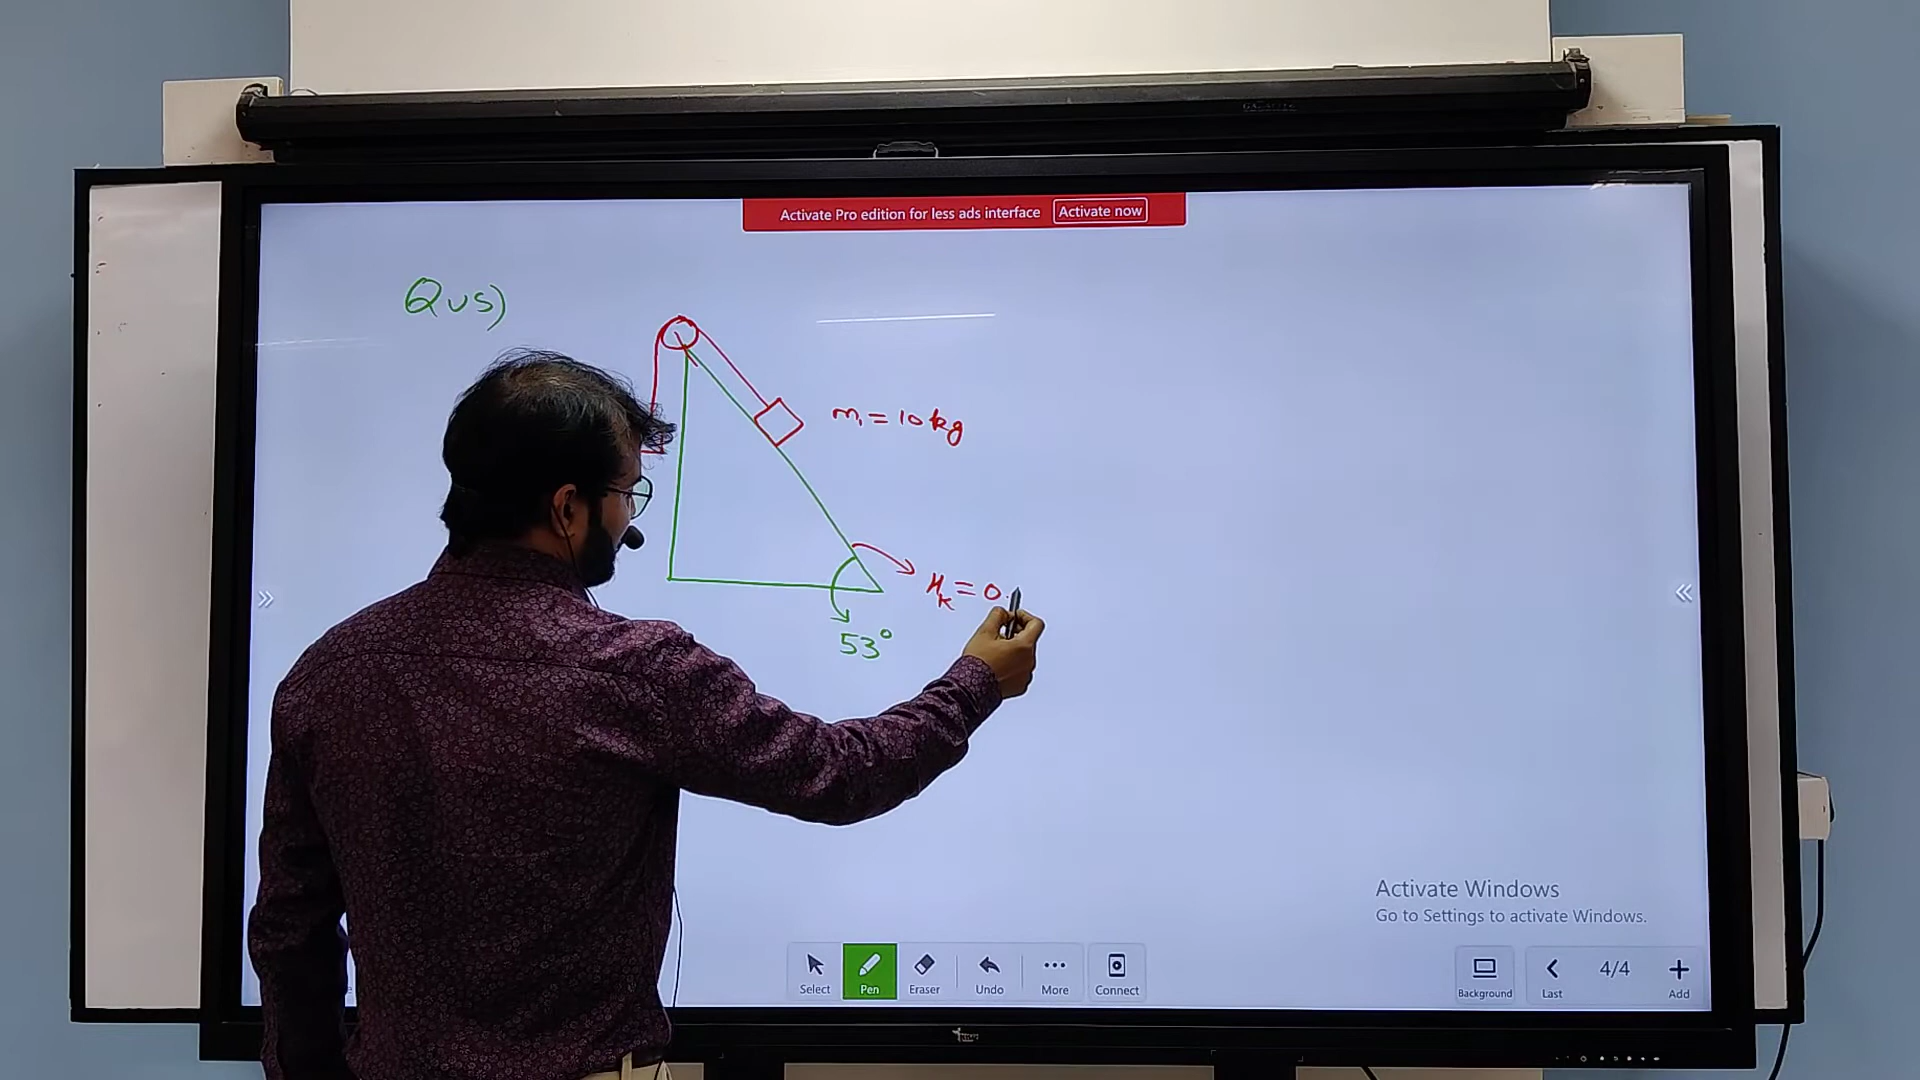 Activate Pro edition for less ads interface Activate now
Qus)
m₁ = 10 kg
μₖ = 0.
53°
Activate Windows
Go to Settings to activate Windows.
Select Pen Eraser Undo More Connect
Background Last 4/4 Add